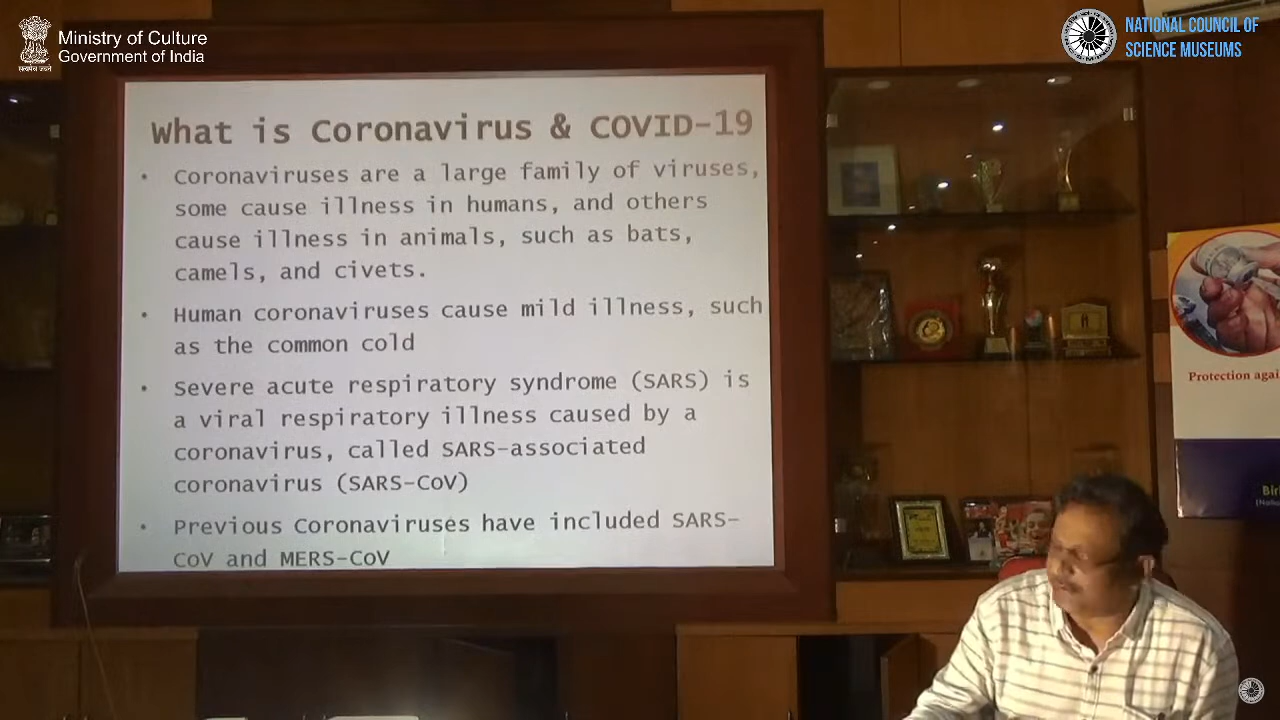 Ministry of Culture
Government of India
NATIONAL COUNCIL OF
SCIENCE MUSEUMS
What is Coronavirus & COVID-19
• Coronaviruses are a large family of viruses,
some cause illness in humans, and others
cause illness in animals, such as bats,
camels, and civets.
• Human coronaviruses cause mild illness, such
as the common cold
• Severe acute respiratory syndrome (SARS) is
a viral respiratory illness caused by a
coronavirus, called SARS-associated
coronavirus (SARS-CoV)
• Previous Coronaviruses have included SARS-
CoV and MERS-CoV
Protection agai